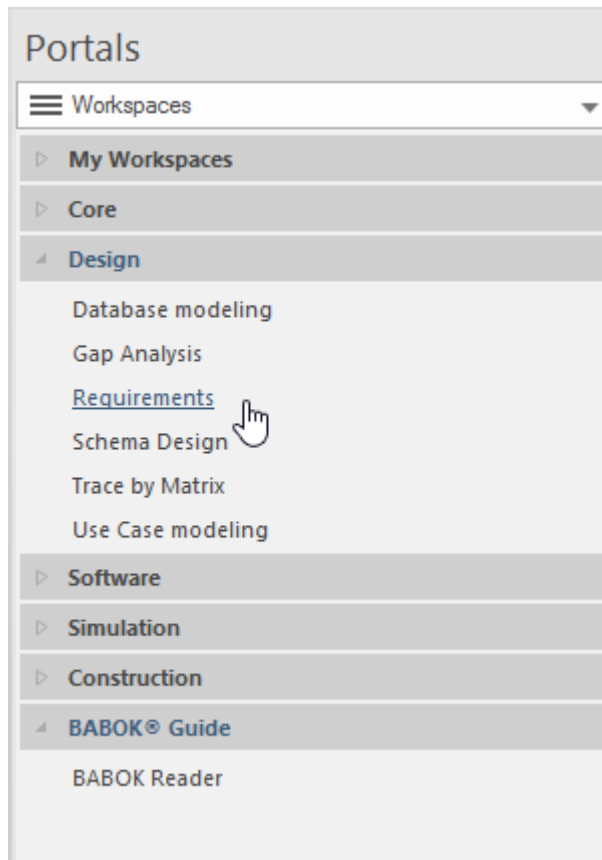 Portals
Workspaces
My Workspaces
Core
Design
Database modeling
Gap Analysis
Requirements
Schema Design
Trace by Matrix
Use Case modeling
Software
Simulation
Construction
BABOK® Guide
BABOK Reader